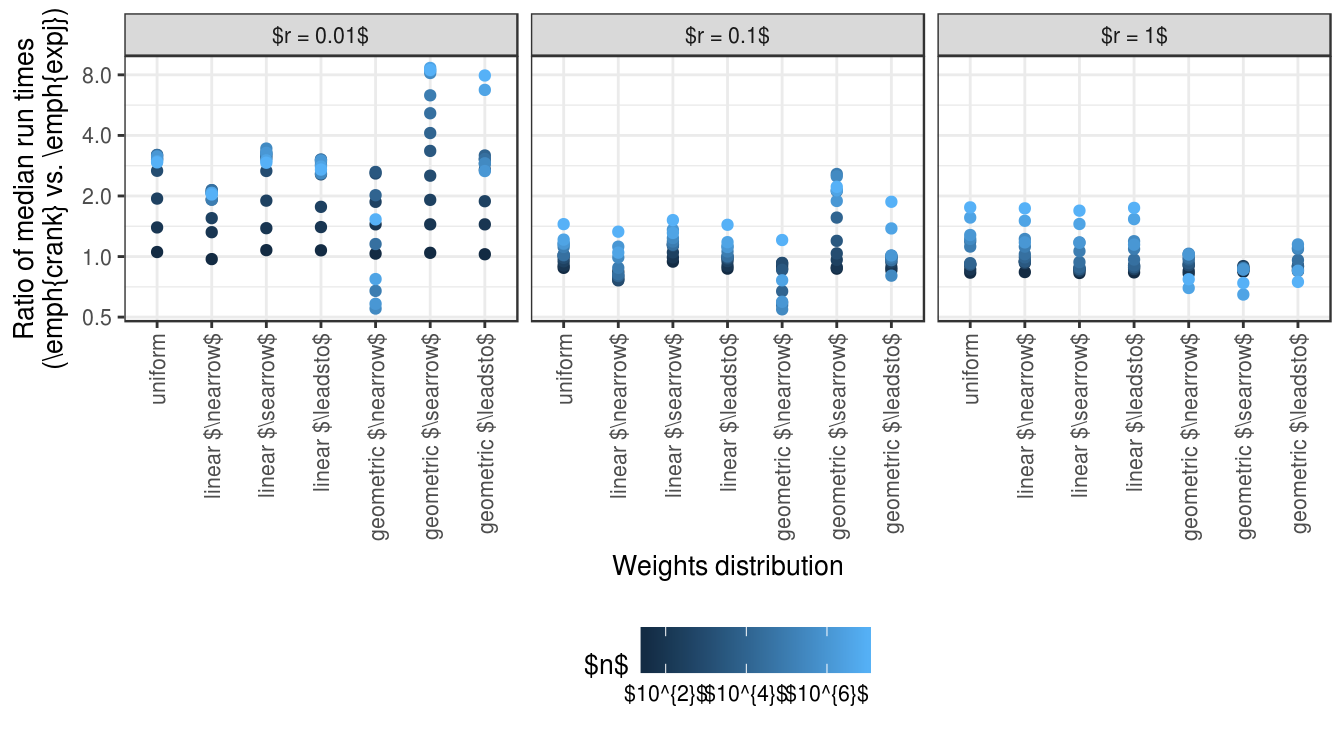 Ratio of median run times
(\emph{crank} vs. \emph{expj})
$r = 0.01$
$r = 0.1$
$r = 1$
8.0
4.0
2.0
1.0
0.5
uniform
linear $\nearrow$
linear $\searrow$
linear $\leadsto$
geometric $\nearrow$
geometric $\searrow$
geometric $\leadsto$
uniform
linear $\nearrow$
linear $\searrow$
linear $\leadsto$
geometric $\nearrow$
geometric $\searrow$
geometric $\leadsto$
uniform
linear $\nearrow$
linear $\searrow$
linear $\leadsto$
geometric $\nearrow$
geometric $\searrow$
geometric $\leadsto$
Weights distribution
$n$
$10^{2}$
$10^{4}$
$10^{6}$